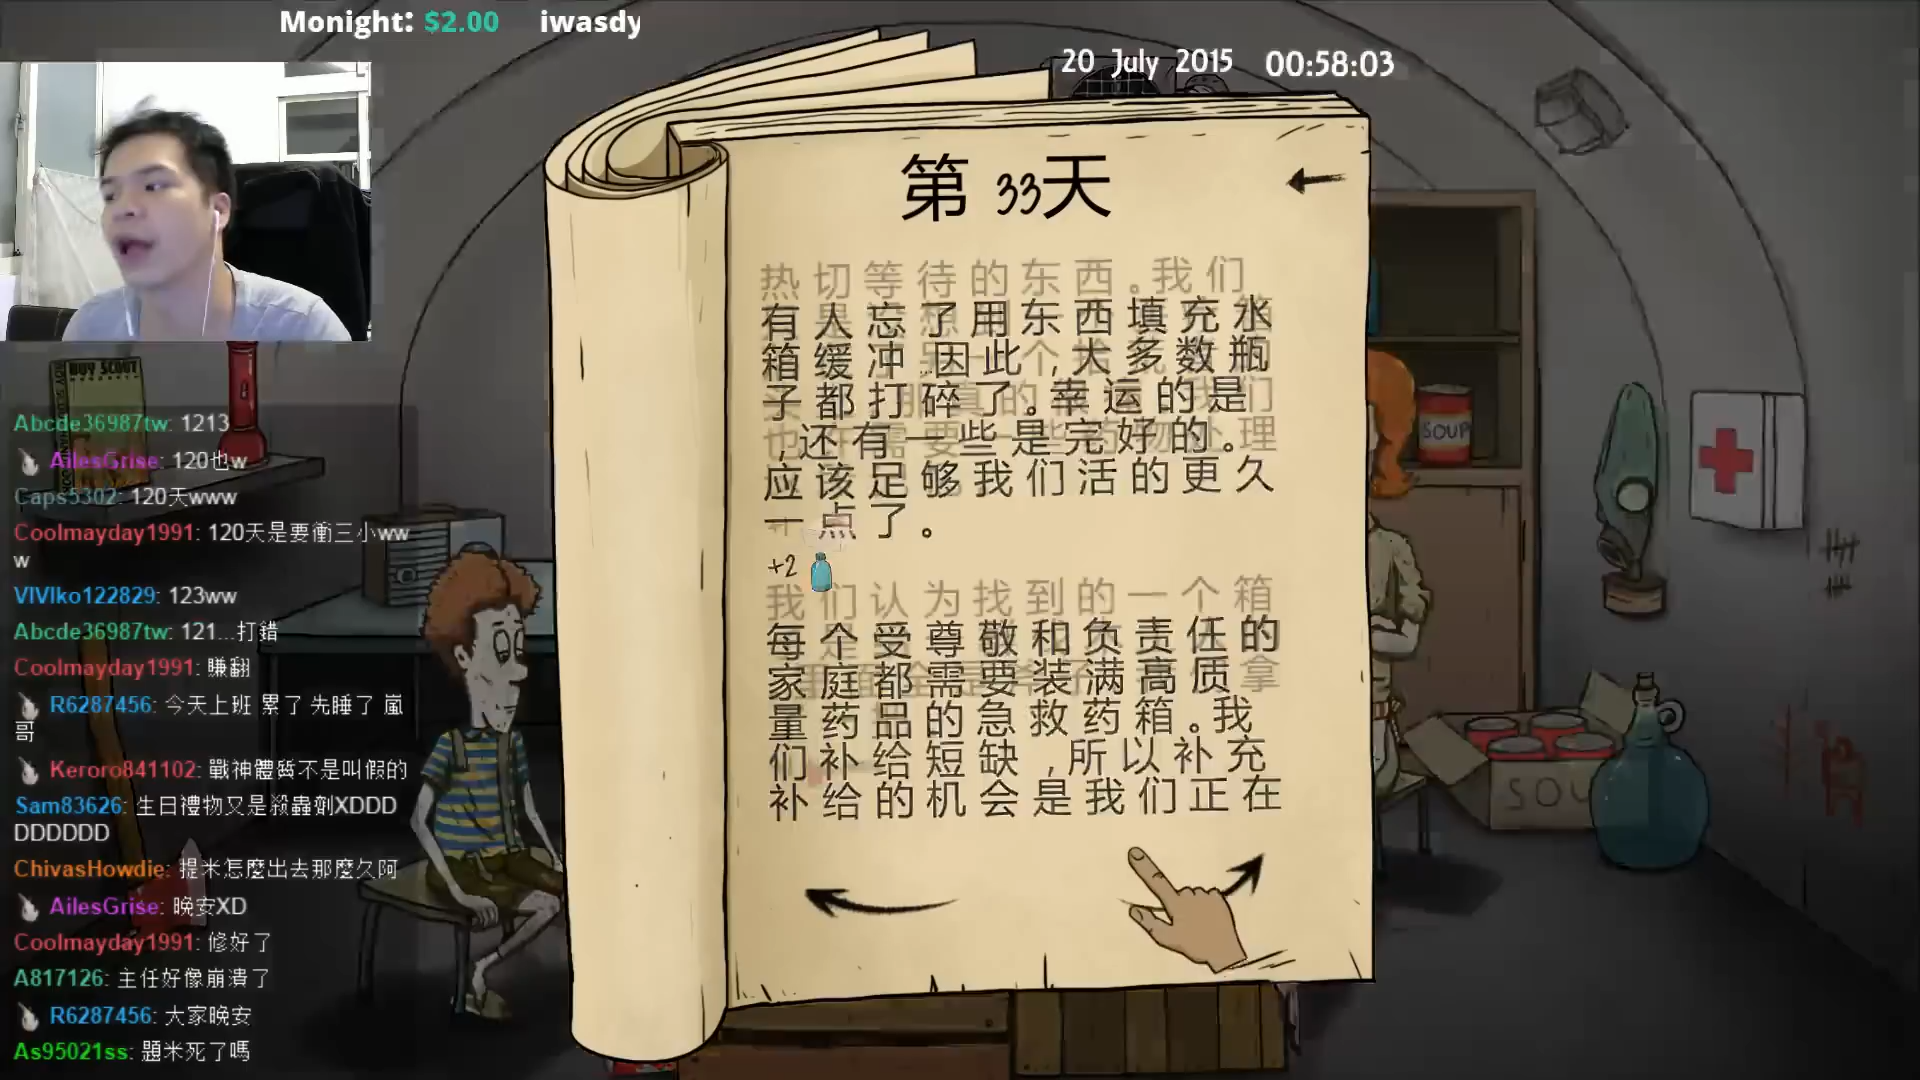 Monight: $2.00 iwasdy
20 July 2015 00:58:03
第 33天
热切等待的东西。我们
有人忘了用东西填充水
箱缓冲 因此,大多数瓶
子都打碎了。幸运的是
,还有一些是完好的。
应该足够我们活的更久
一点了。
+2
我们认为找到的一个箱
每个受尊敬和负责任的
家庭都需要装满高质
量药品的急救药箱。我
们补给短缺,所以补充
补给的机会是我们正在
BUY SCOUT
SOUP
SOU
Abcde36987tw: 1213
AilesGrise: 120也w
Caps5302: 120天www
Coolmayday1991: 120天是要衝三小ww
w
VIVIko122829: 123ww
Abcde36987tw: 121...打錯
Coolmayday1991: 賺翻
R6287456: 今天上班 累了 先睡了 嵐
哥
Keroro841102: 戰神體質不是叫假的
Sam83626: 生日禮物又是殺蟲劑XDDD
DDDDDD
ChivasHowdie: 提米怎麼出去那麼久阿
AilesGrise: 晚安XD
Coolmayday1991: 修好了
A817126: 主任好像崩潰了
R6287456: 大家晚安
As95021ss: 題米死了嗎